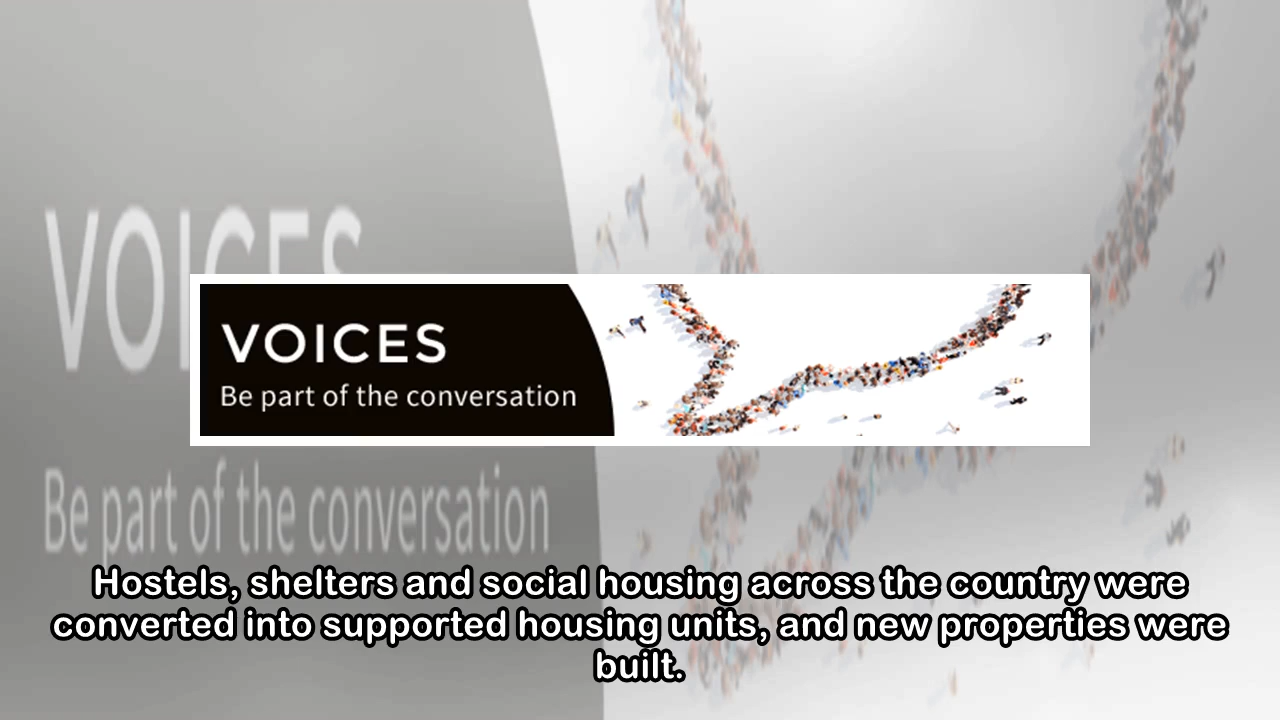 VOICES
Be part of the conversation
VOICES
Be part of the conversation
Hostels, shelters and social housing across the country were
converted into supported housing units, and new properties were
built.